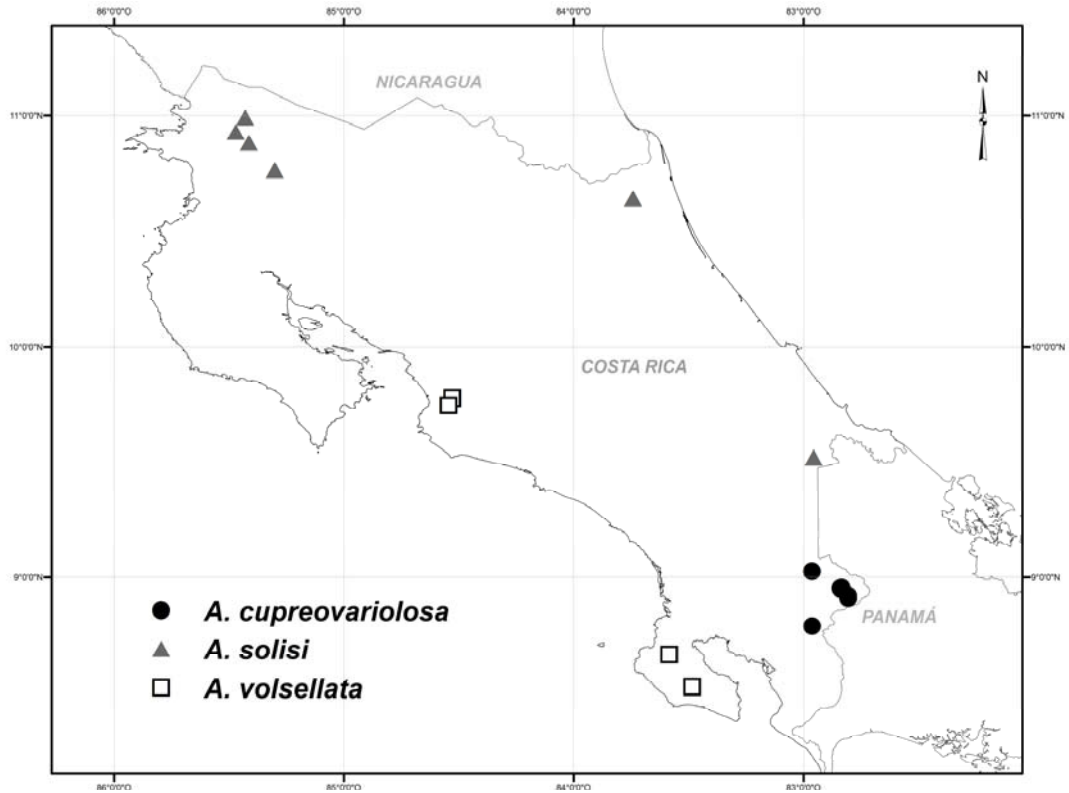 86°0'0"O 85°0'0"O 84°0'0"O 83°0'0"O
NICARAGUA
N
11°0'0"N 11°0'0"N
10°0'0"N 10°0'0"N
COSTA RICA
9°0'0"N 9°0'0"N
A. cupreovariolosa
PANAMÁ
A. solisi
A. volsellata
86°0'0"O 85°0'0"O 84°0'0"O 83°0'0"O